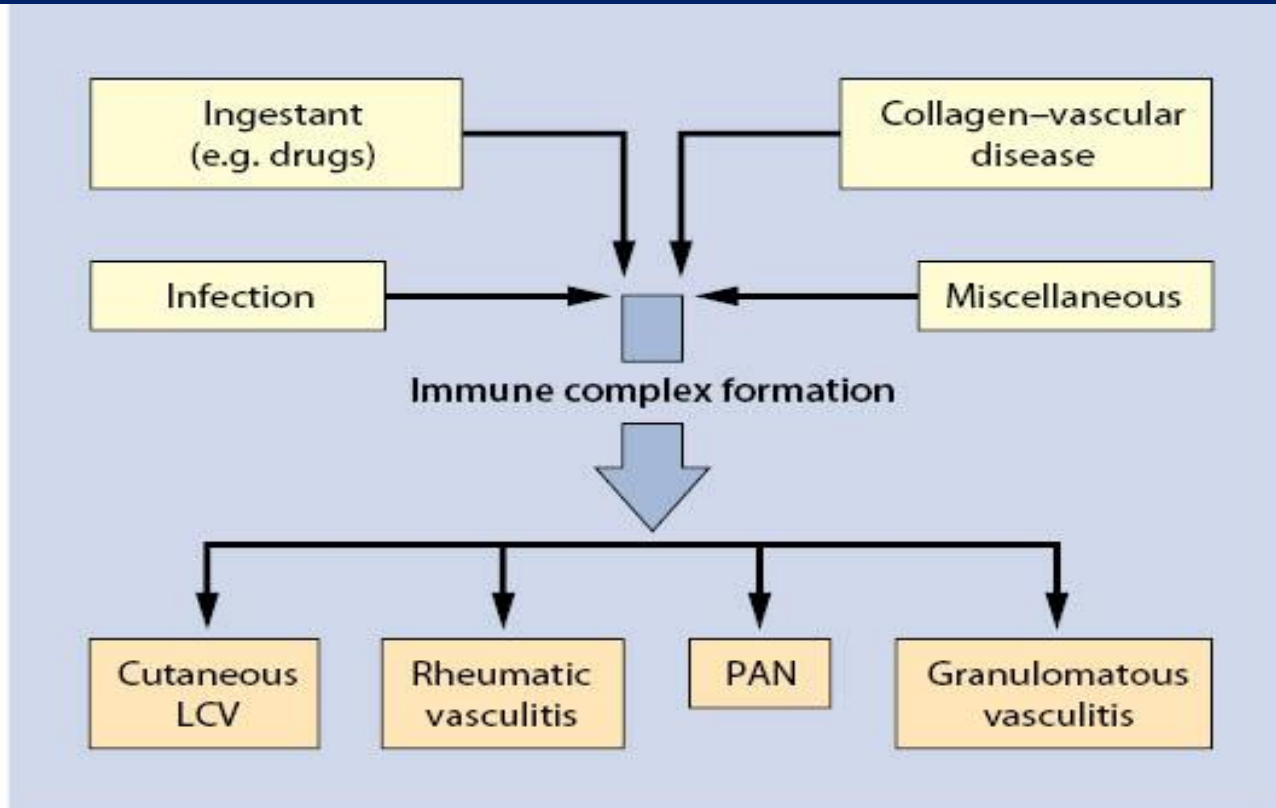 Ingestant
(e.g. drugs)
Collagen–vascular
disease
Infection
Miscellaneous
Immune complex formation
Cutaneous
LCV
Rheumatic
vasculitis
PAN
Granulomatous
vasculitis